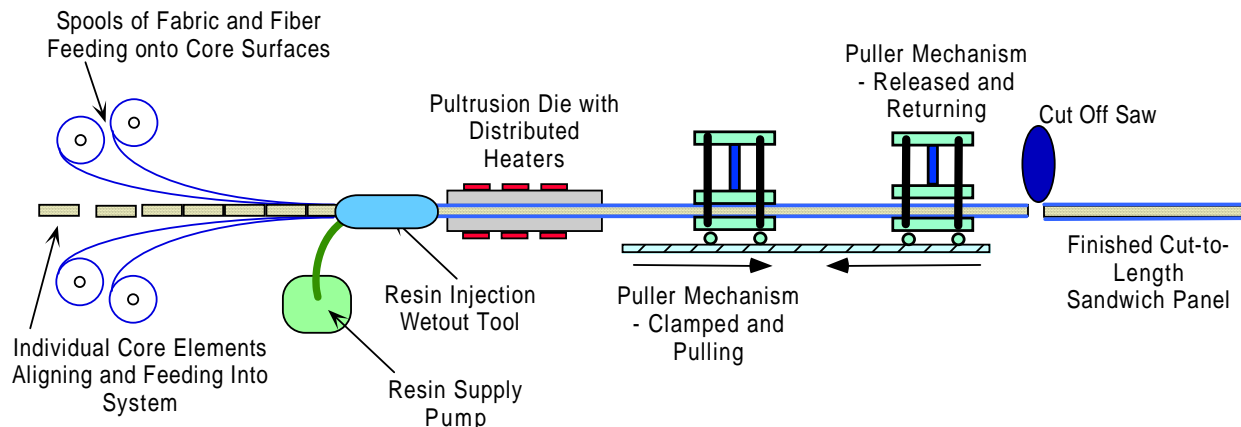 Spools of Fabric and Fiber
Feeding onto Core Surfaces
Pultrusion Die with
Distributed
Heaters
Puller Mechanism
- Released and
Returning
Cut Off Saw
Individual Core Elements
Aligning and Feeding Into
System
Resin Injection
Wetout Tool
Resin Supply
Pump
Puller Mechanism
- Clamped and
Pulling
Finished Cut-to-
Length
Sandwich Panel